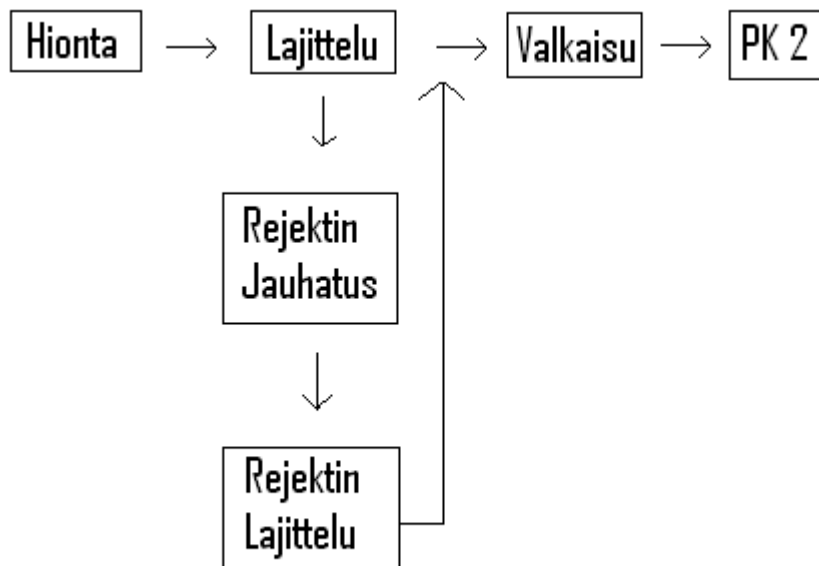 Hionta
Lajittelu
Valkaisu
PK 2
Rejektin
Jauhatus
Rejektin
Lajittelu